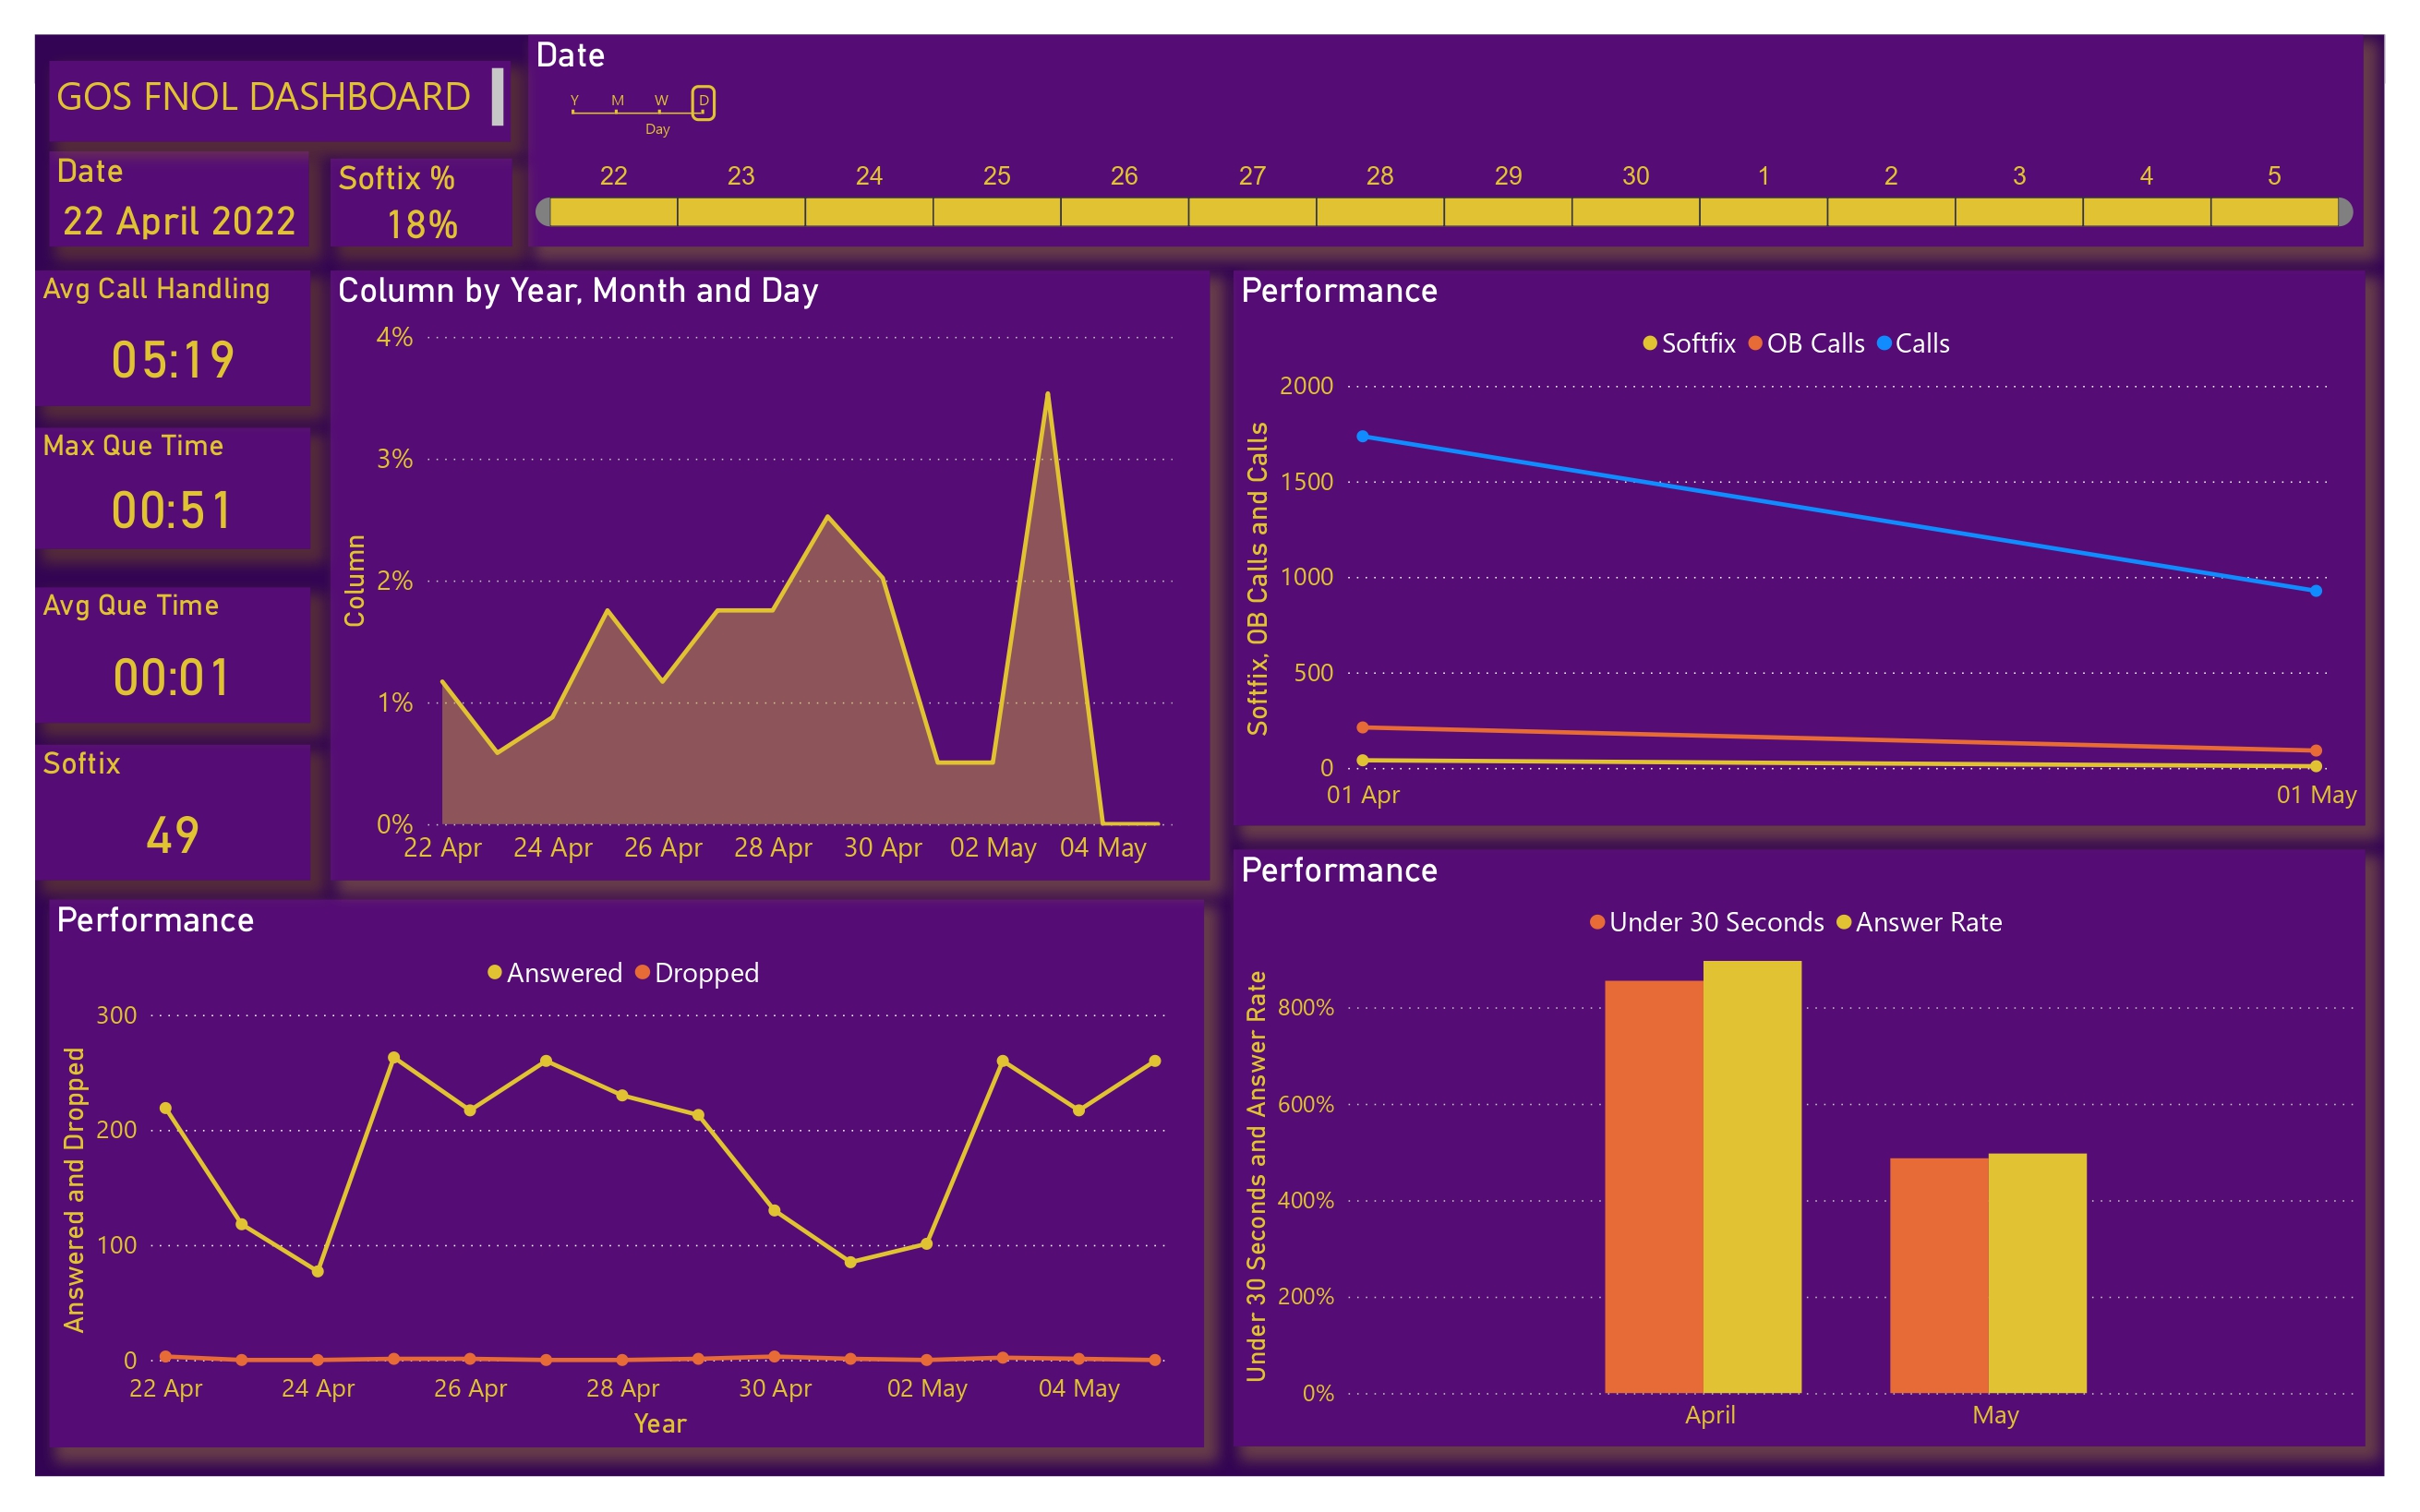 GOS FNOL DASHBOARD
Date
22 April 2022
Softix %
18%
Date
Y M W D
Day
22 23 24 25 26 27 28 29 30 1 2 3 4 5
Avg Call Handling
05:19
Max Que Time
00:51
Avg Que Time
00:01
Softix
49
Column by Year, Month and Day
Column
4%
3%
2%
1%
0%
22 Apr 24 Apr 26 Apr 28 Apr 30 Apr 02 May 04 May
Performance
Softfix OB Calls Calls
Softfix, OB Calls and Calls
2000
1500
1000
500
0
01 Apr 01 May
Performance
Answered Dropped
Answered and Dropped
300
200
100
0
22 Apr 24 Apr 26 Apr 28 Apr 30 Apr 02 May 04 May
Year
Performance
Under 30 Seconds Answer Rate
Under 30 Seconds and Answer Rate
800%
600%
400%
200%
0%
April May